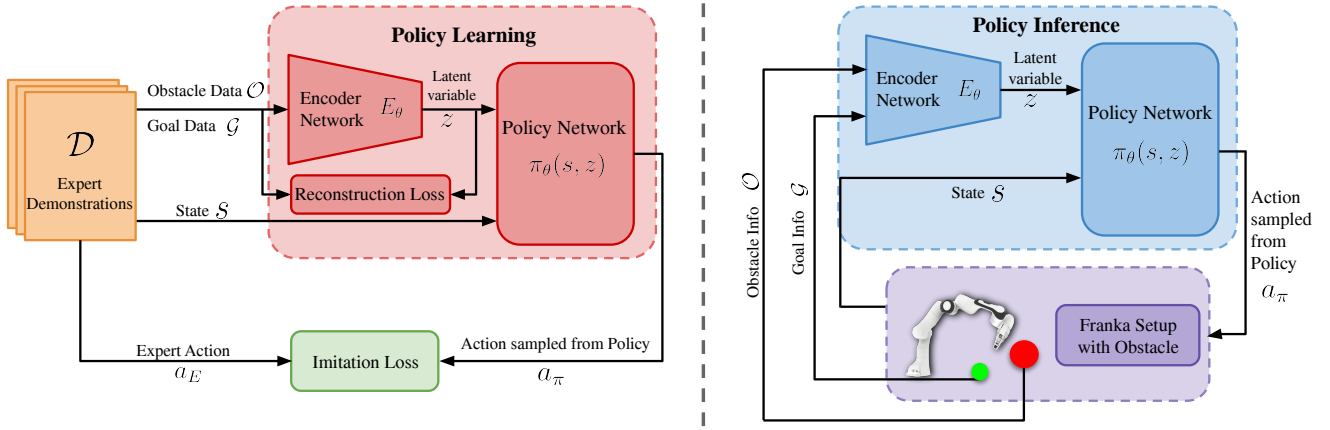 Policy Learning
Obstacle Data 𝒪
Goal Data 𝒢
Encoder
Network
E_θ
Latent
variable
z
Policy Network
π_θ(s, z)
𝒟
Expert
Demonstrations
Reconstruction Loss
State S
Expert Action
a_E
Imitation Loss
Action sampled from Policy
a_π
Policy Inference
Encoder
Network
E_θ
Latent
variable
z
Policy Network
π_θ(s, z)
State S
Obstacle Info 𝒪
Goal Info 𝒢
Action
sampled
from
Policy
a_π
Franka Setup
with Obstacle